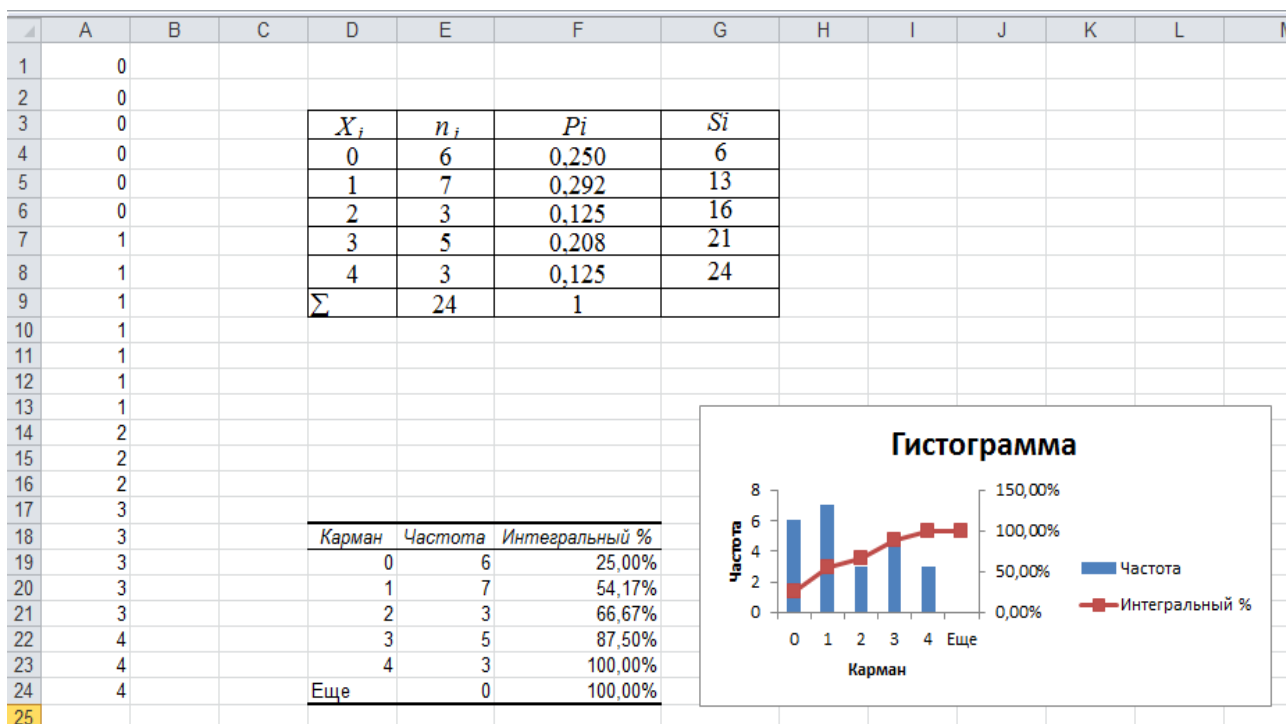 A B C D E F G H I J K L
1 0
2 0
3 0 X i n i Pi Si
4 0 0 6 0,250 6
5 0 1 7 0,292 13
6 0 2 3 0,125 16
7 1 3 5 0,208 21
8 1 4 3 0,125 24
9 1 ∑ 24 1
10 1
11 1
12 1
13 1
14 2
15 2
16 2
17 3
18 3 Карман Частота Интегральный %
19 3 0 6 25,00%
20 3 1 7 54,17%
21 3 2 3 66,67%
22 4 3 5 87,50%
23 4 4 3 100,00%
24 4 Еще 0 100,00%
25
Гистограмма
8 150,00%
6 100,00%
4 50,00%
2 0,00%
0
Частота
0 1 2 3 4 Еще
Карман
Частота
Интегральный %